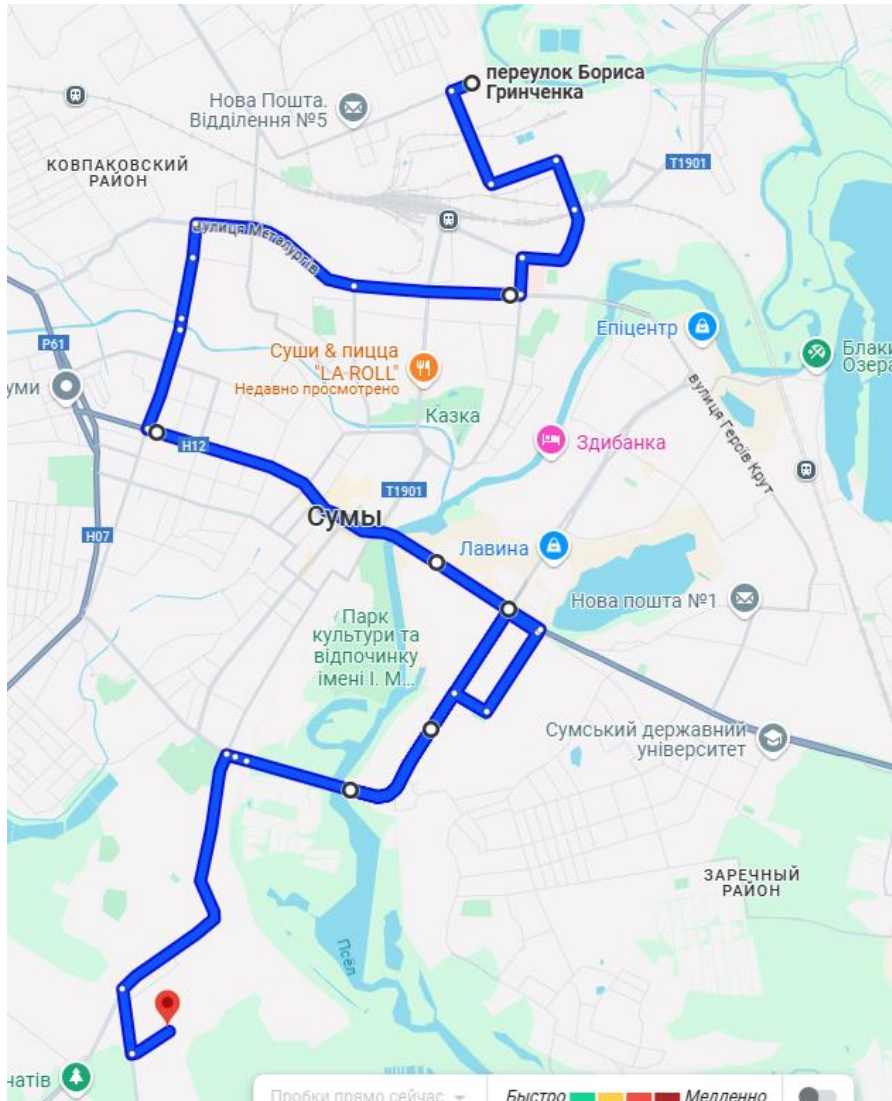 переулок Бориса
Гринченка
Нова Пошта.
Відділення №5
КОВПАКОВСКИЙ
РАЙОН
T1901
вулиця Металургів
Епіцентр
P61
Суши & пицца
"LA ROLL"
Недавно просмотрено
Блаки
Озера
уми
Казка
вулиця Героїв Крут
H12
Здибанка
T1901
Сумы
H07
Лавина
Нова пошта №1
Парк
культури та
відпочинку
імені І. М...
Сумський державний
університет
ЗАРЕЧНЫЙ
РАЙОН
Псёл
натів
Пробки прямо сейчас
Быстро
Медленно